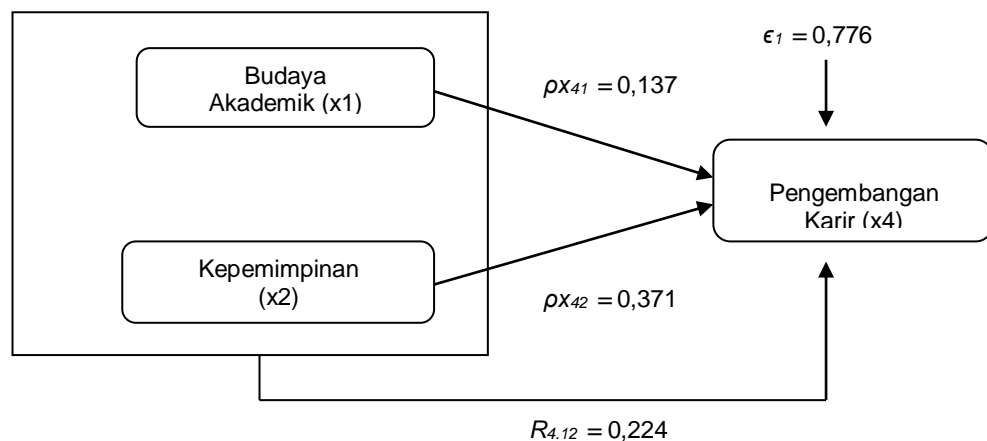 ϵ₁ = 0,776
Budaya
Akademik (x1)
ρx₄₁ = 0,137
Pengembangan
Karir (x4)
Kepemimpinan
(x2)
ρx₄₂ = 0,371
R₄.₁₂ = 0,224